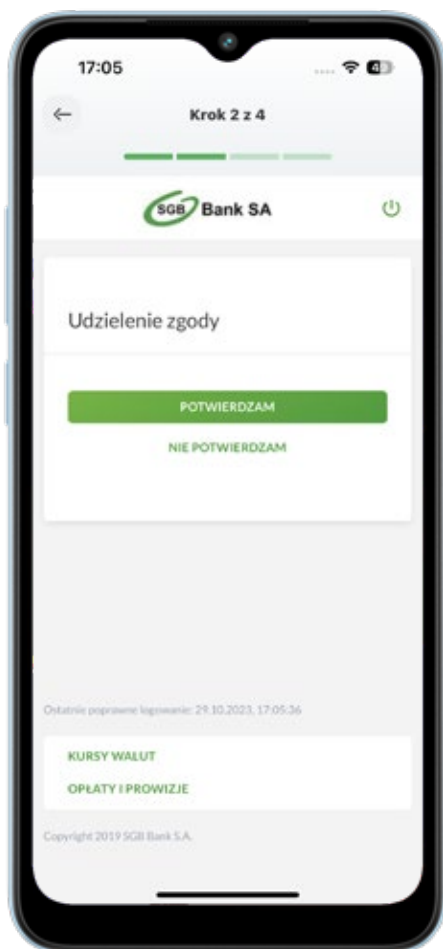 17:05
Krok 2 z 4
SGB Bank SA
Udzielenie zgody
POTWIERDZAM
NIE POTWIERDZAM
Ostatnie poprawne logowanie: 29.10.2023, 17:05:36
KURSY WALUT
OPŁATY I PROWIZJE
Copyright 2019 SGB Bank S.A.